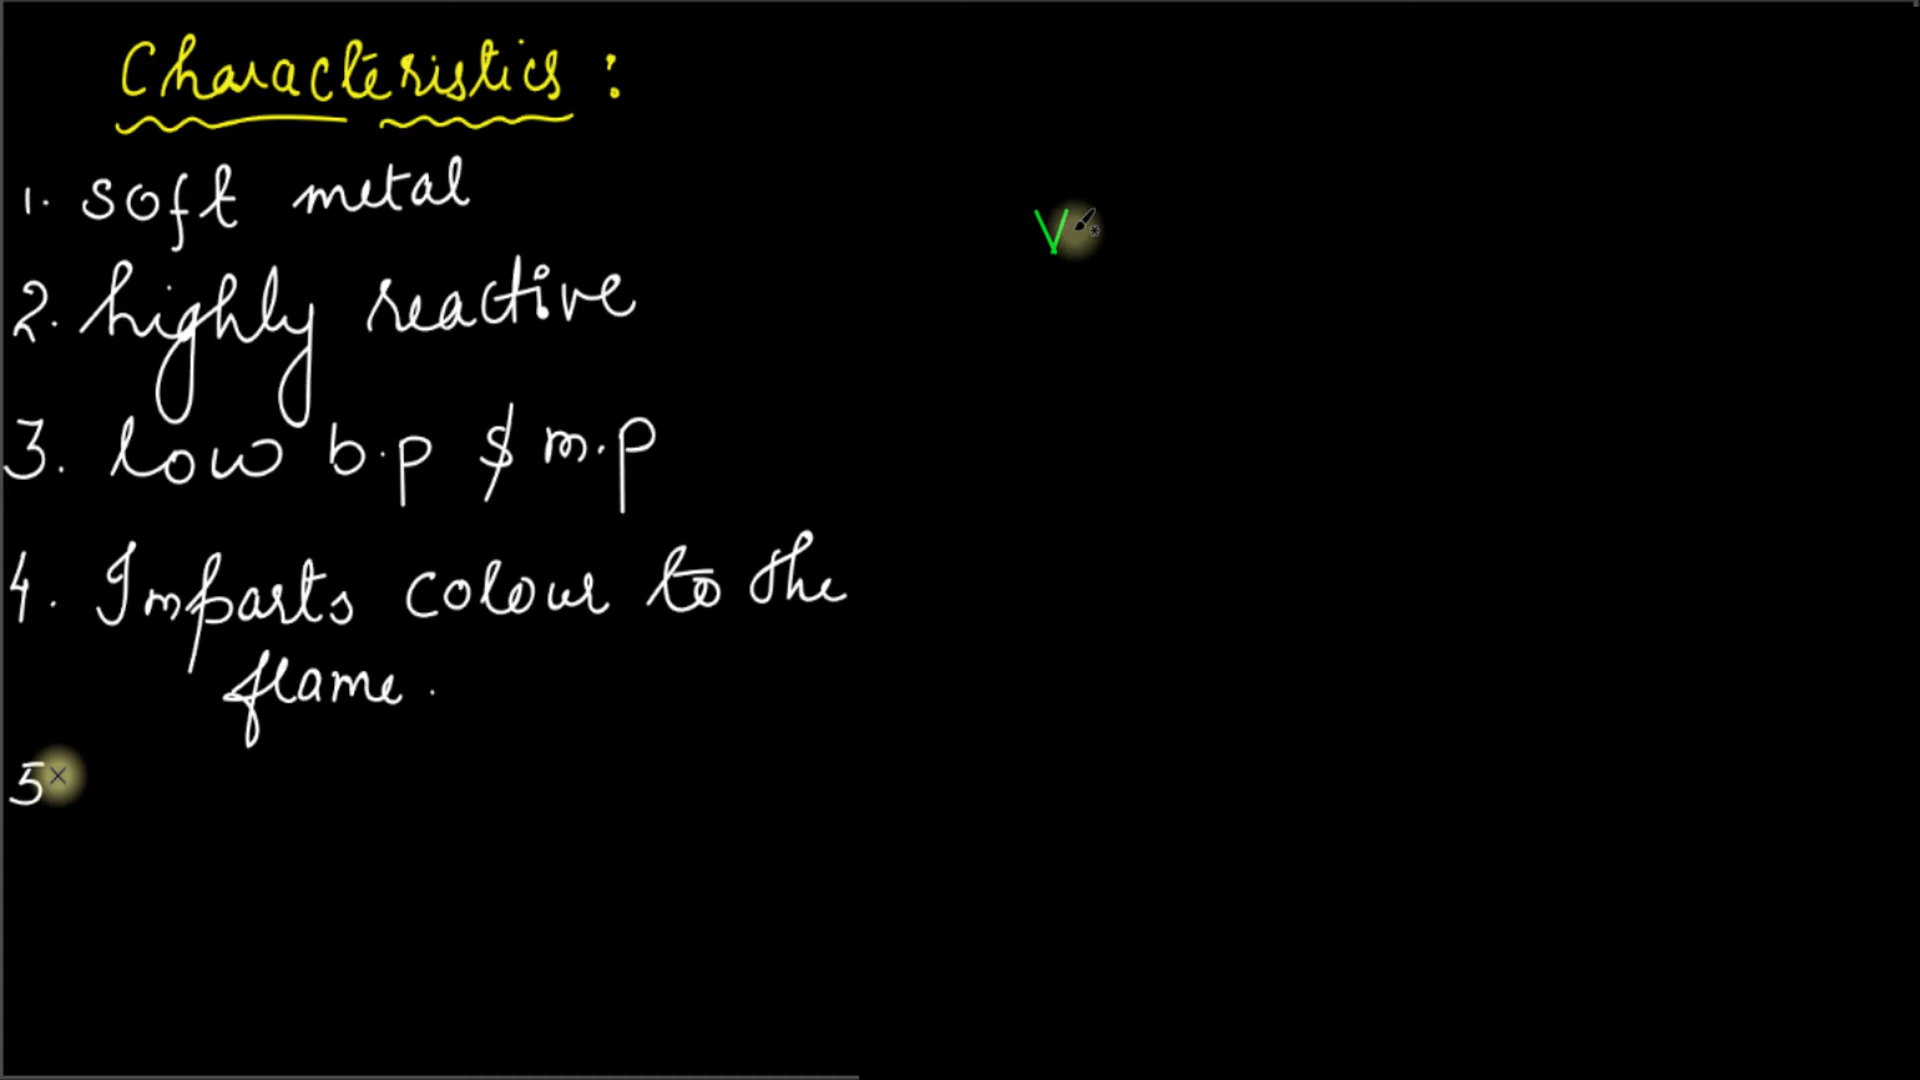 Characteristics :
1. soft metal
2. highly reactive
3. low b.p & m.p
4. Imparts colour to the
flame.
5
V